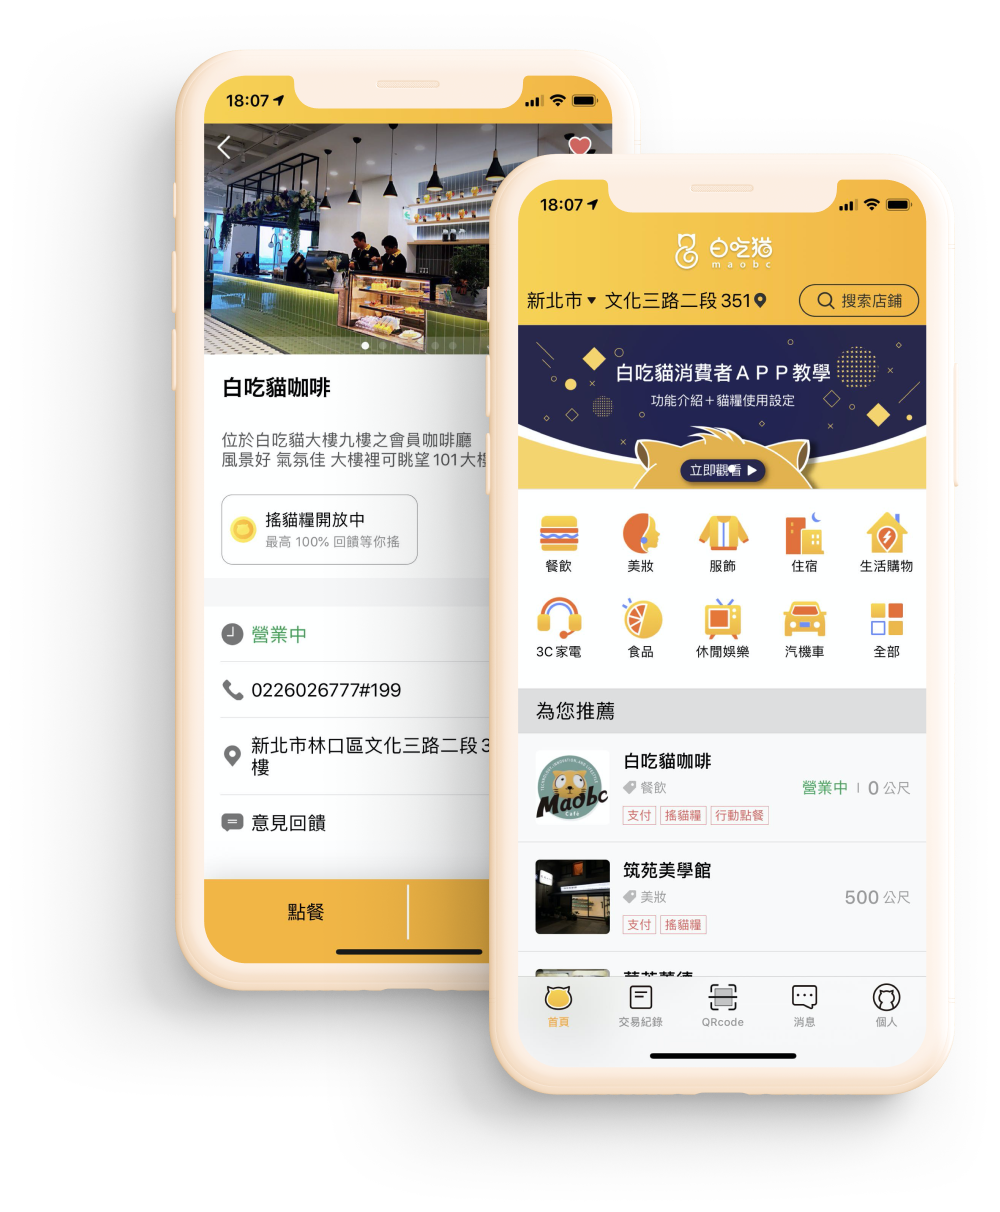 18:07
白吃貓咖啡
位於白吃貓大樓九樓之會員咖啡廳
風景好 氣氛佳 大樓裡可眺望101大樓
搖貓糧開放中
最高 100% 回饋等你搖
營業中
0226026777#199
新北市林口區文化三路二段3
樓
意見回饋
點餐
18:07
白吃猫
maobc
新北市 文化三路二段351
搜索店鋪
白吃貓消費者APP教學
功能介紹+貓糧使用設定
立即觀看
餐飲
美妝
服飾
住宿
生活購物
3C家電
食品
休閒娛樂
汽機車
全部
為您推薦
Maobc
Cafe
白吃貓咖啡
餐飲
營業中 | 0 公尺
支付 搖貓糧 行動點餐
筑苑美學館
美妝
500 公尺
支付 搖貓糧
首頁
交易紀錄
QRcode
消息
個人